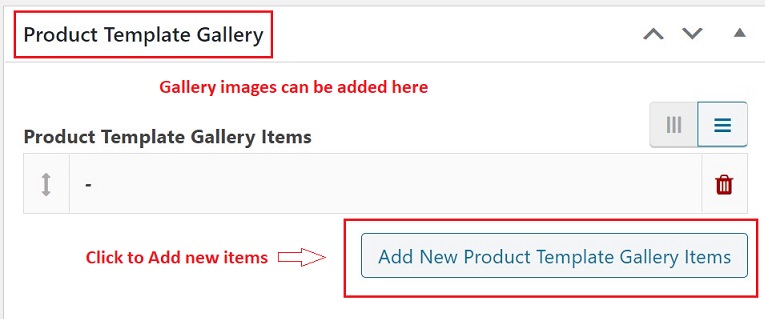 Product Template Gallery
Gallery images can be added here
Product Template Gallery Items
-
Click to Add new items
Add New Product Template Gallery Items